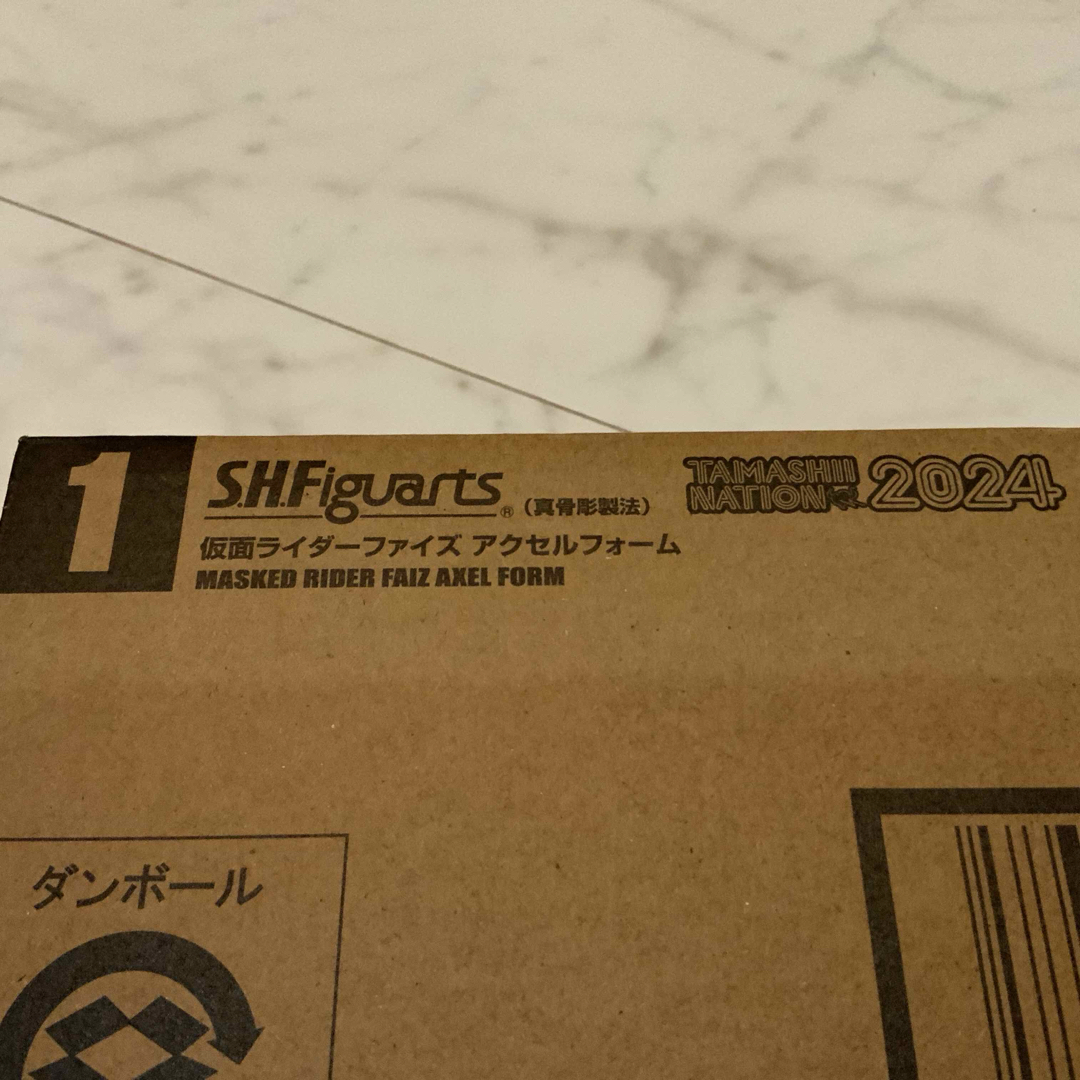 1
S.H.Figuarts® (真骨彫製法)
TAMASHII NATION 2024
仮面ライダーファイズ アクセルフォーム
MASKED RIDER FAIZ AXEL FORM
ダンボール